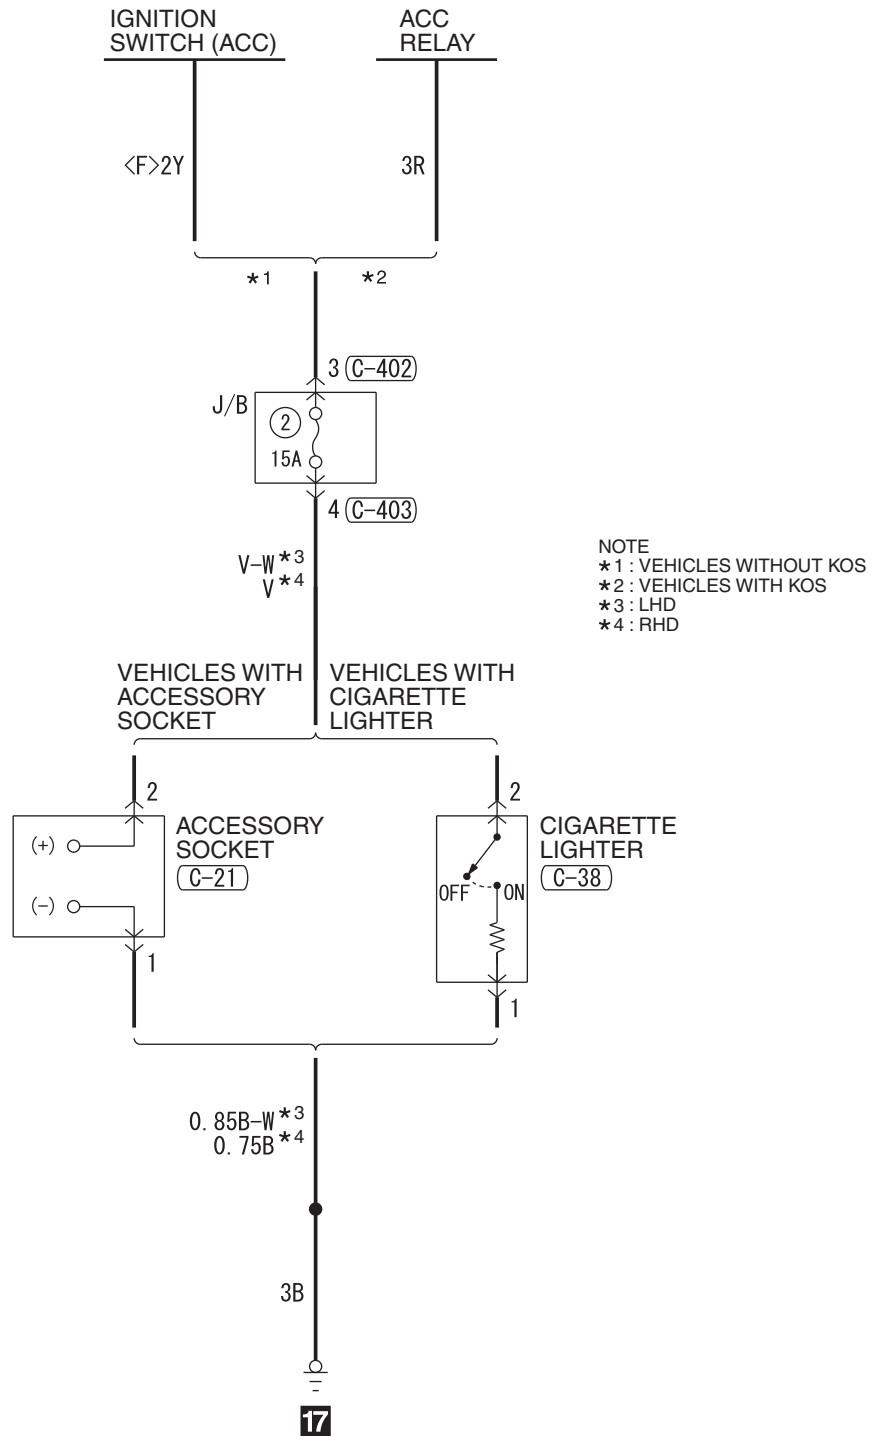 IGNITION
SWITCH (ACC)
ACC
RELAY
<F>2Y
3R
*1
*2
3 C-402
J/B
2
15A
4 C-403
V-W*3
V*4
NOTE
*1 : VEHICLES WITHOUT KOS
*2 : VEHICLES WITH KOS
*3 : LHD
*4 : RHD
VEHICLES WITH
ACCESSORY
SOCKET
VEHICLES WITH
CIGARETTE
LIGHTER
2
(+)
(-)
ACCESSORY
SOCKET
C-21
1
2
OFF
ON
CIGARETTE
LIGHTER
C-38
1
0.85B-W*3
0.75B*4
3B
17